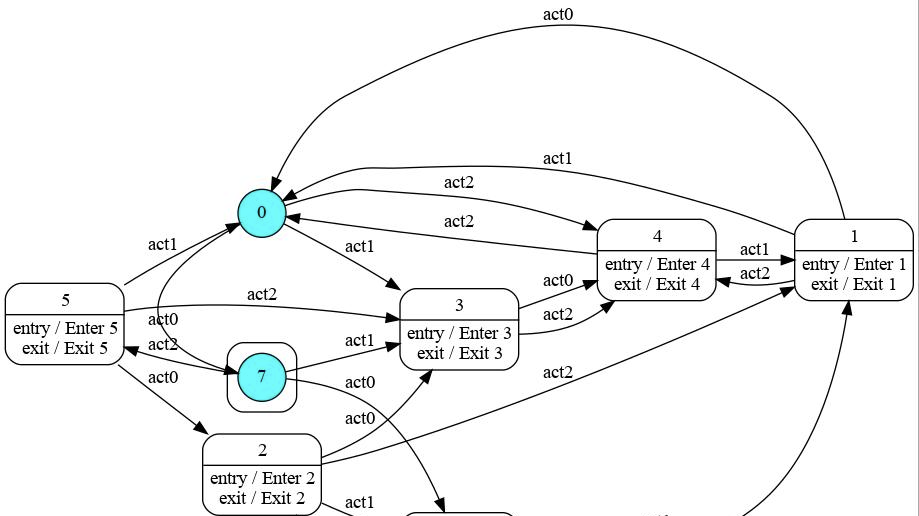 act0
act1
act2
0
act2
4
entry / Enter 4
exit / Exit 4
act1
act2
1
entry / Enter 1
exit / Exit 1
act1
act1
5
entry / Enter 5
exit / Exit 5
act2
act0
act2
act0
3
entry / Enter 3
exit / Exit 3
act0
act2
7
act1
act0
act0
act2
2
entry / Enter 2
exit / Exit 2
act1